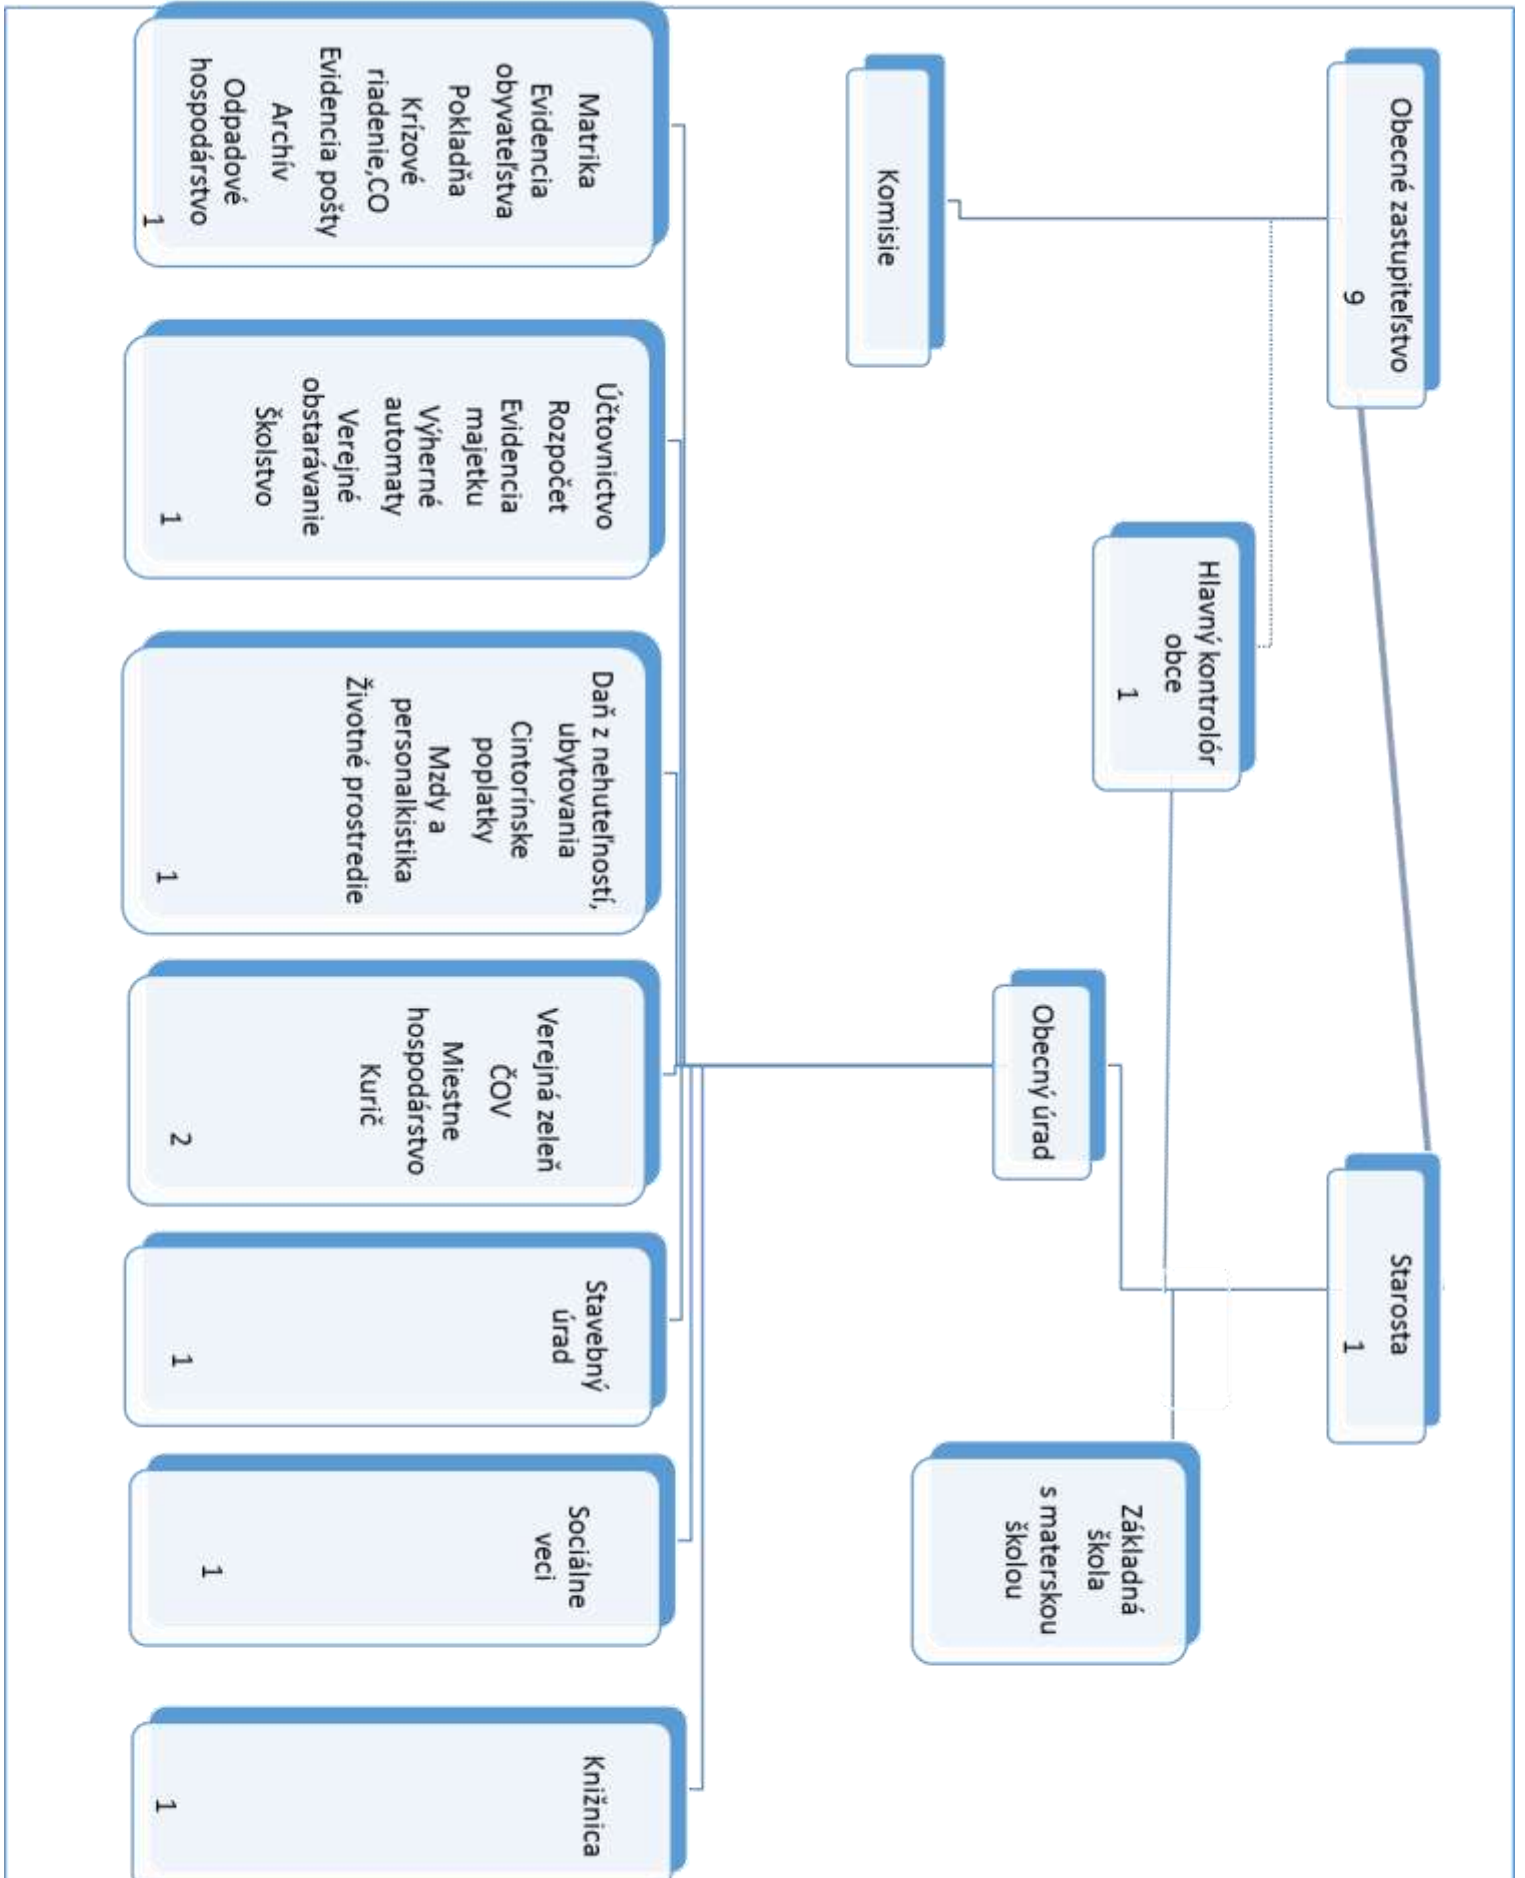 Obecné zastupiteľstvo
9
Starosta
1
Hlavný kontrolór
obce
1
Základná
škola
s materskou
školou
Obecný úrad
Komisie
Matrika
Evidencia
obyvateľstva
Pokladňa
Krízové
riadenie,CO
Evidencia pošty
Archív
Odpadové
hospodárstvo
1
Účtovnictvo
Rozpočet
Evidencia
majetku
Výherné
automaty
Verejné
obstarávanie
Školstvo
1
Daň z nehuteľností,
ubytovania
Cintorínske
poplatky
Mzdy a
personalkistika
Životné prostredie
1
Verejná zeleň
ČOV
Miestne
hospodárstvo
Kurič
2
Stavebný
úrad
1
Sociálne
veci
1
Knižnica
1